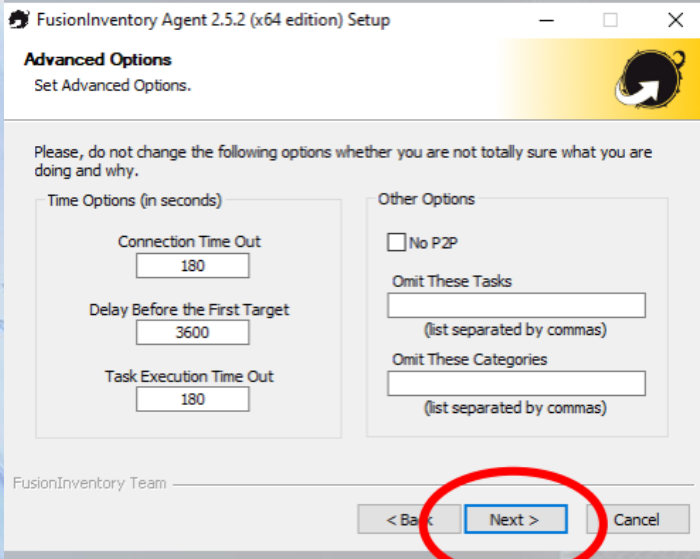 FusionInventory Agent 2.5.2 (x64 edition) Setup
Advanced Options
Set Advanced Options.
Please, do not change the following options whether you are not totally sure what you are
doing and why.
Time Options (in seconds)
Connection Time Out
180
Delay Before the First Target
3600
Task Execution Time Out
180
Other Options
No P2P
Omit These Tasks
(list separated by commas)
Omit These Categories
(list separated by commas)
FusionInventory Team
< Back
Next >
Cancel